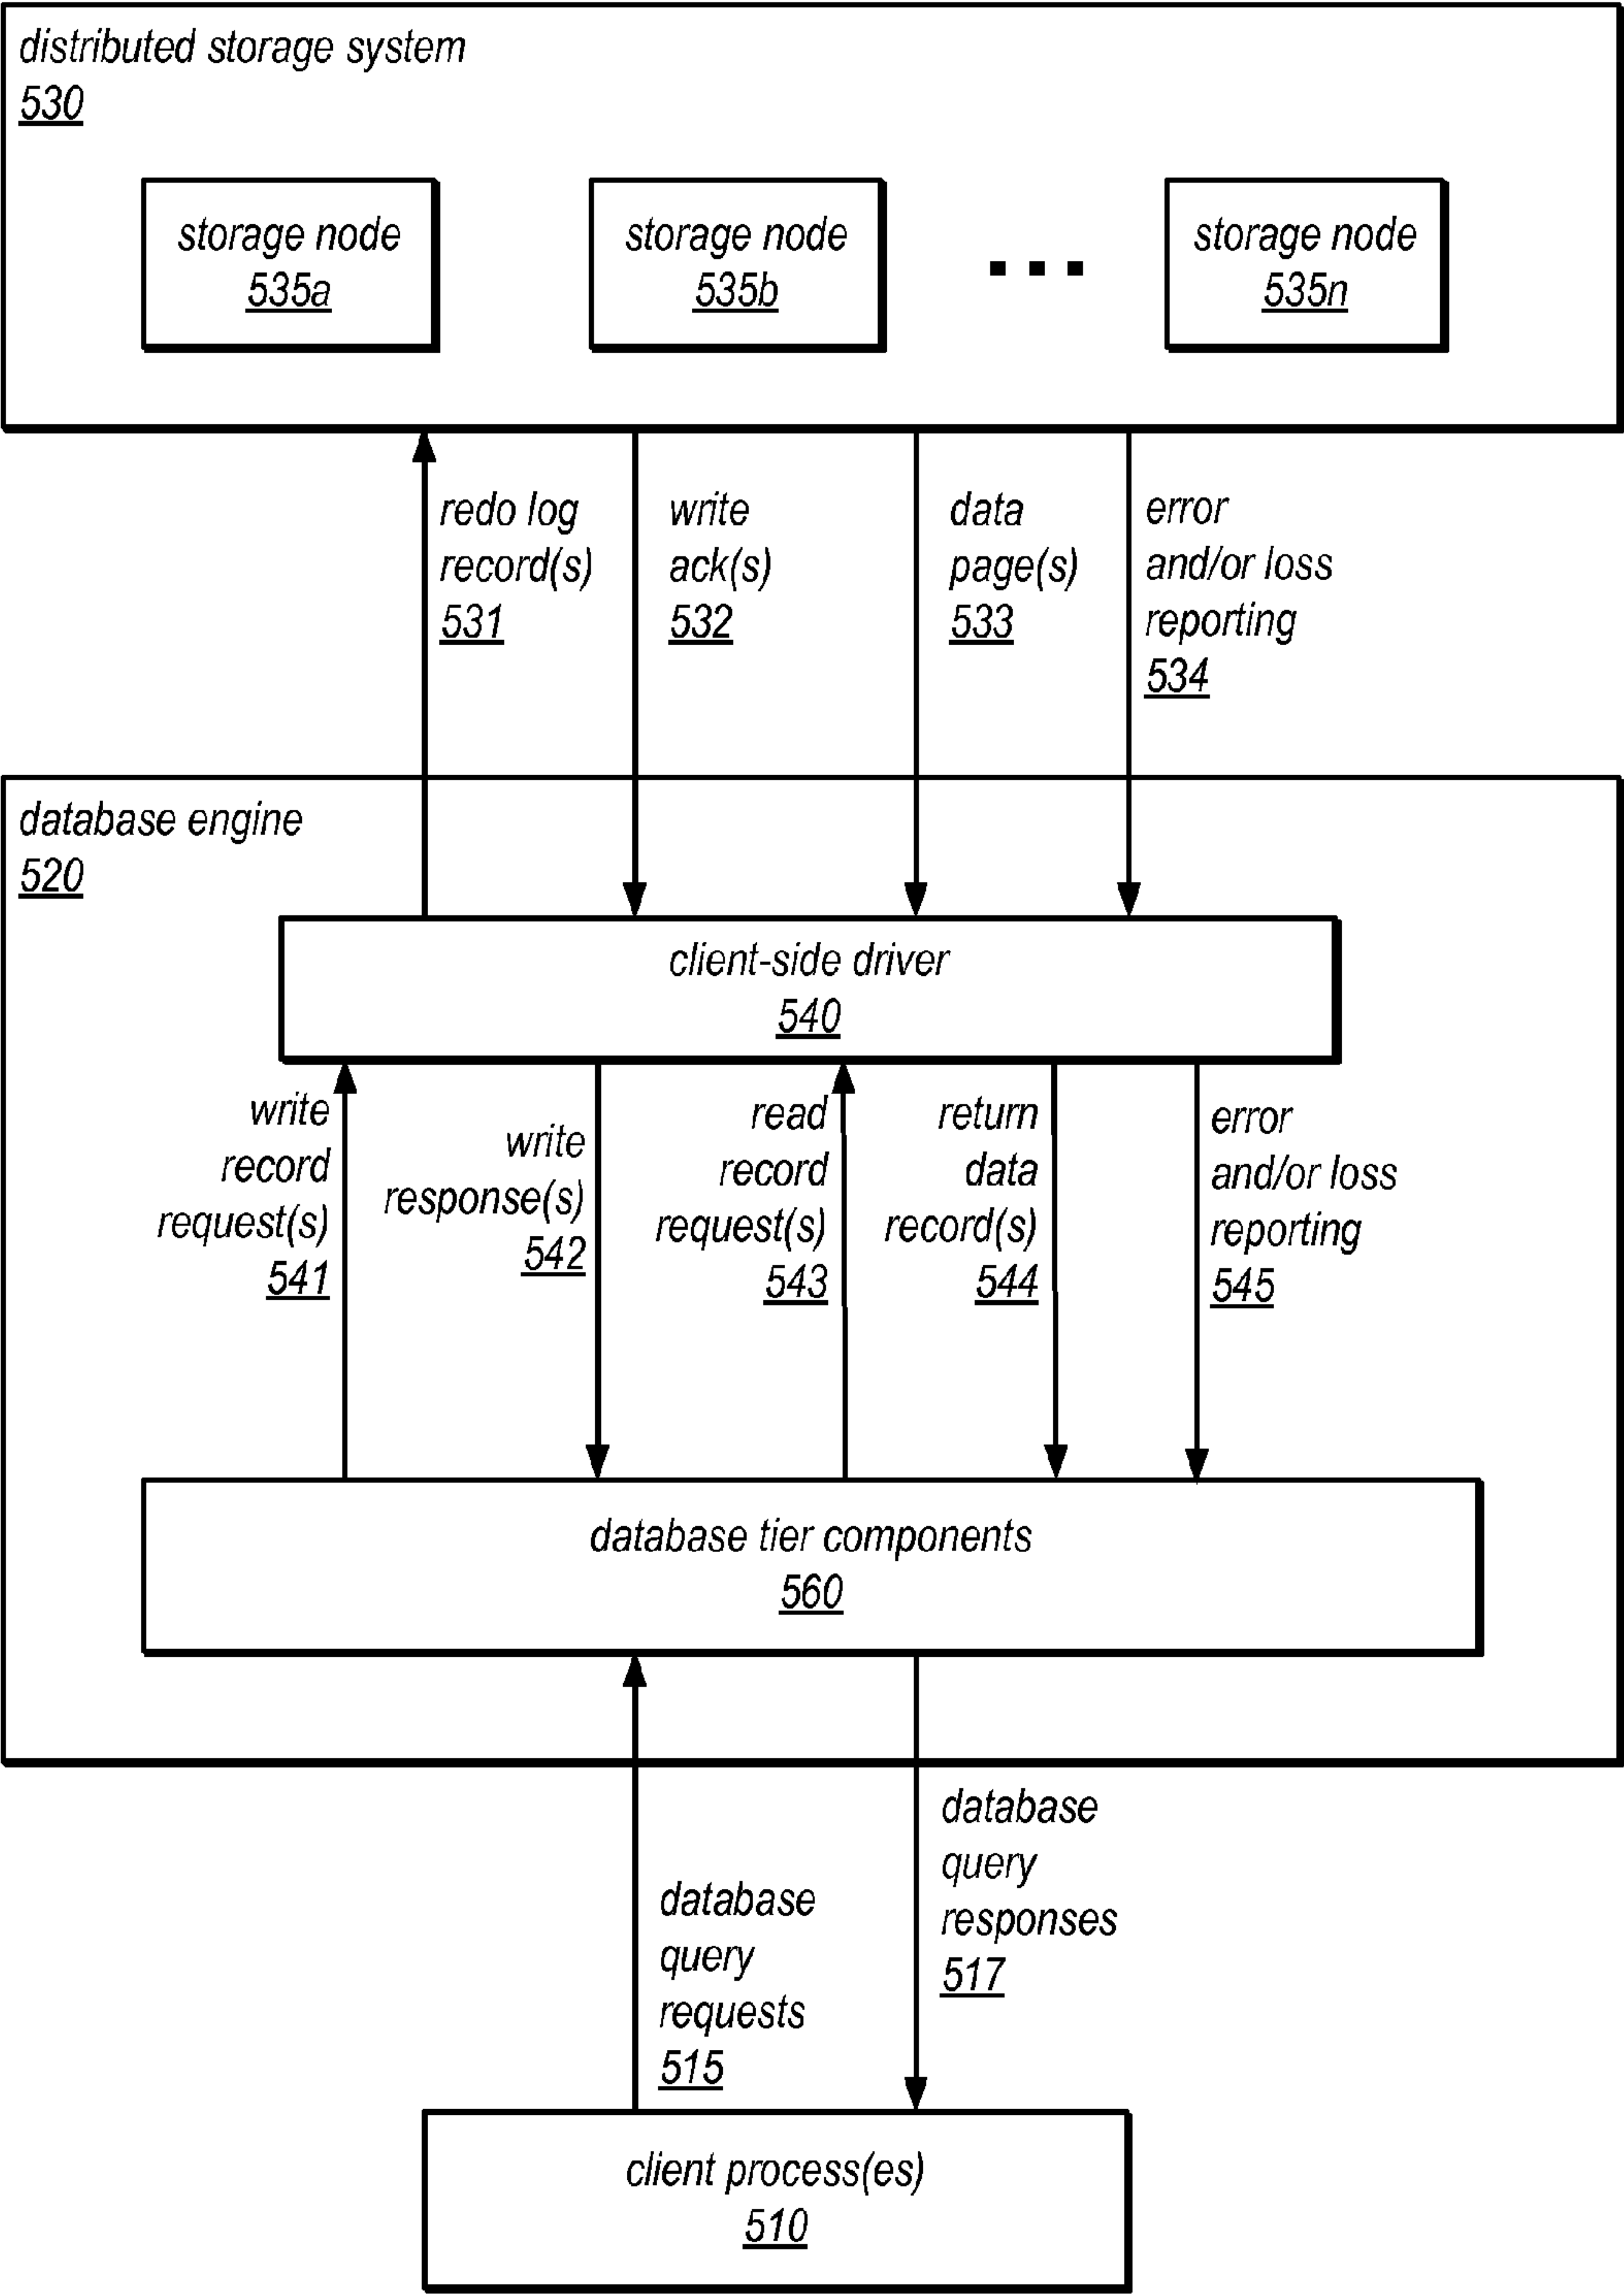 distributed storage system
530
storage node
535a
storage node
535b
storage node
535n
redo log
record(s)
531
write
ack(s)
532
data
page(s)
533
error
and/or loss
reporting
534
database engine
520
client-side driver
540
write
record
request(s)
541
write
response(s)
542
read
record
request(s)
543
return
data
record(s)
544
error
and/or loss
reporting
545
database tier components
560
database
query
requests
515
database
query
responses
517
client process(es)
510